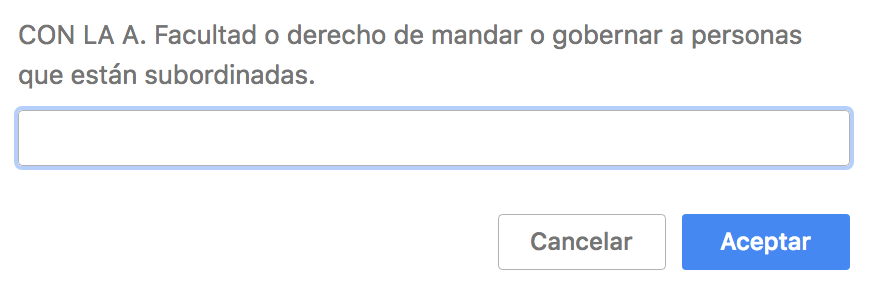 CON LA A. Facultad o derecho de mandar o gobernar a personas
que están subordinadas.
Cancelar
Aceptar